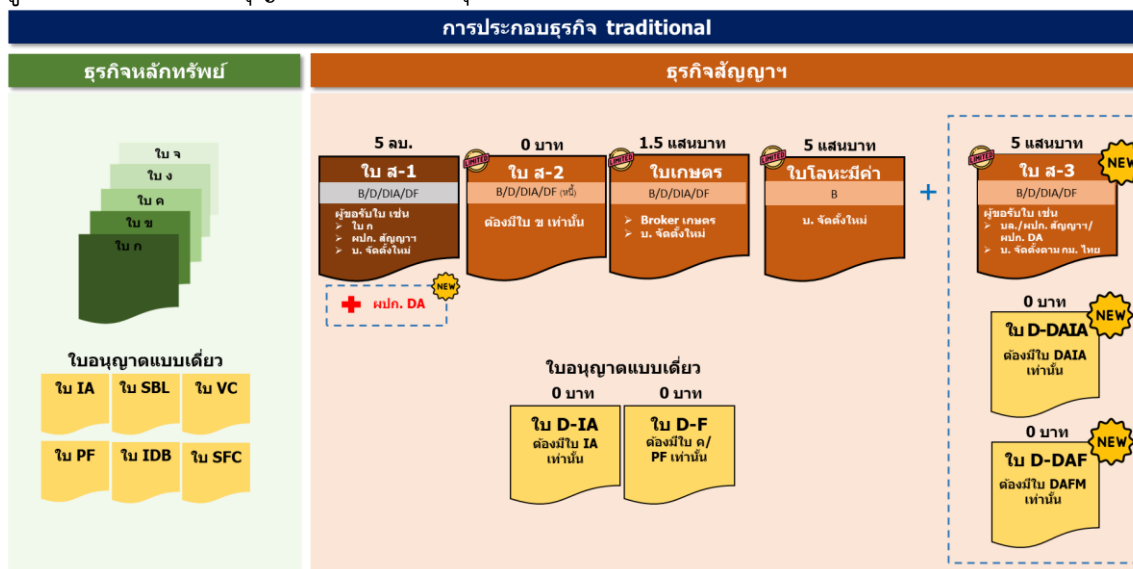 การประกอบธุรกิจ traditional
ธุรกิจหลักทรัพย์
ใบ จ
ใบ ง
ใบ ค
ใบ ข
ใบ ก
ใบอนุญาตแบบเดี่ยว
ใบ IA
ใบ SBL
ใบ VC
ใบ PF
ใบ IDB
ใบ SFC
ธุรกิจสัญญาฯ
5 ลบ.
ใบ ส-1
B/D/DIA/DF
ผู้ขอรับใบ เช่น
➢ ใบ ก
➢ ผปก. สัญญาฯ
➢ บ. จัดตั้งใหม่
NEW
+ ผปก. DA
0 บาท
LIMITED
ใบ ส-2
B/D/DIA/DF (หนี้)
ต้องมีใบ ข เท่านั้น
1.5 แสนบาท
LIMITED
ใบเกษตร
B/D/DIA/DF
➢ Broker เกษตร
➢ บ. จัดตั้งใหม่
5 แสนบาท
LIMITED
ใบโลหะมีค่า
B
บ. จัดตั้งใหม่
+
5 แสนบาท
LIMITED
NEW
ใบ ส-3
B/D/DIA/DF
ผู้ขอรับใบ เช่น
➢ บล./ผปก. สัญญาฯ/
ผปก. DA
➢ บ. จัดตั้งตาม กม. ไทย
ใบอนุญาตแบบเดี่ยว
0 บาท
ใบ D-IA
ต้องมีใบ IA
เท่านั้น
0 บาท
ใบ D-F
ต้องมีใบ ค/
PF เท่านั้น
0 บาท
NEW
ใบ D-DAIA
ต้องมีใบ DAIA
เท่านั้น
0 บาท
NEW
ใบ D-DAF
ต้องมีใบ DAFM
เท่านั้น